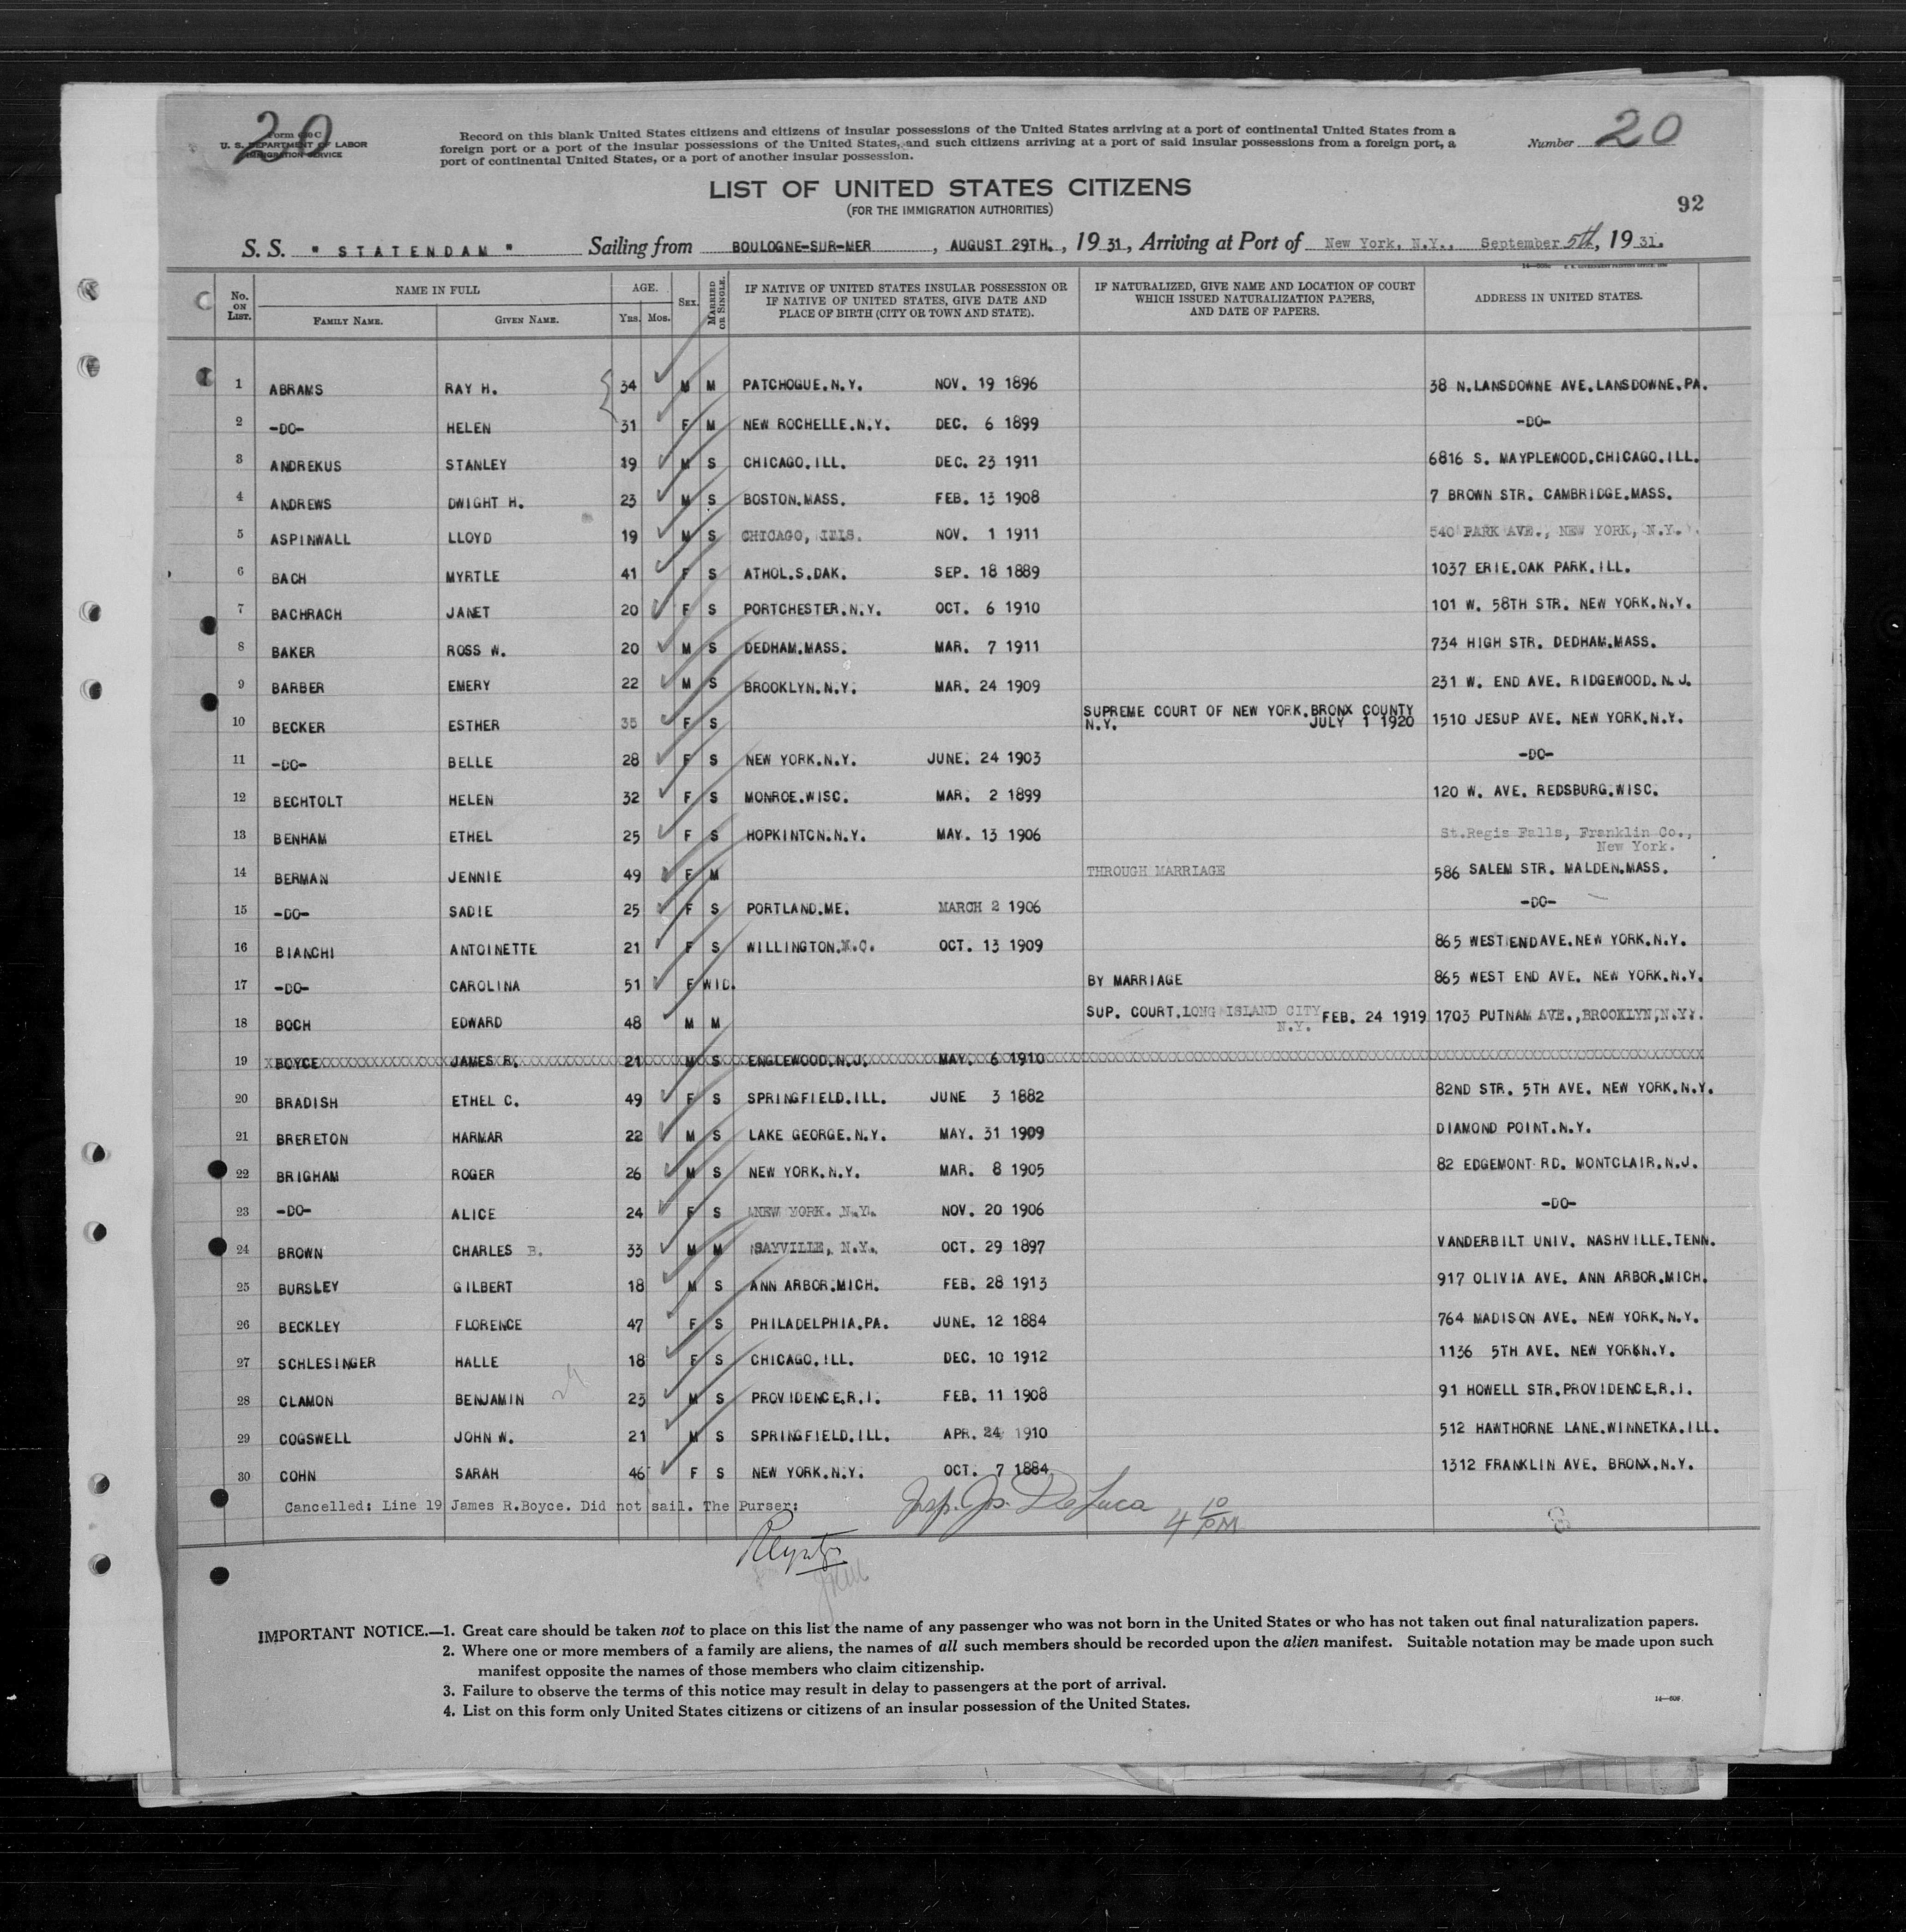 20
Form 630 C
U. S. DEPARTMENT OF LABOR
IMMIGRATION SERVICE
Record on this blank United States citizens and citizens of insular possessions of the United States arriving at a port of continental United States from a
foreign port or a port of the insular possessions of the United States, and such citizens arriving at a port of said insular possessions from a foreign port, a
port of continental United States, or a port of another insular possession.
Number 20
LIST OF UNITED STATES CITIZENS
(FOR THE IMMIGRATION AUTHORITIES)
92
S. S. "STATENDAM" Sailing from BOULOGNE-SUR-MER, AUGUST 29TH., 1931, Arriving at Port of New York, N.Y., September 5th, 1931.
No. ON LIST. NAME IN FULL FAMILY NAME. GIVEN NAME. AGE. Yrs. Mos. SEX. MARRIED OR SINGLE. IF NATIVE OF UNITED STATES INSULAR POSSESSION OR IF NATIVE OF UNITED STATES, GIVE DATE AND PLACE OF BIRTH (CITY OR TOWN AND STATE). IF NATURALIZED, GIVE NAME AND LOCATION OF COURT WHICH ISSUED NATURALIZATION PAPERS, AND DATE OF PAPERS. ADDRESS IN UNITED STATES.
1 ABRAMS RAY H. 34 M M PATCHOGUE.N.Y. NOV. 19 1896 38 N.LANSDOWNE AVE.LANSDOWNE.PA.
2 -DO- HELEN 31 F M NEW ROCHELLE.N.Y. DEC. 6 1899 -DO-
3 ANDREKUS STANLEY 19 M S CHICAGO.ILL. DEC. 23 1911 6816 S. MAYPLEWOOD.CHICAGO.ILL.
4 ANDREWS DWIGHT H. 23 M S BOSTON.MASS. FEB. 13 1908 7 BROWN STR. CAMBRIDGE.MASS.
5 ASPINWALL LLOYD 19 M S CHICAGO, ILLS. NOV. 1 1911 540 PARK AVE., NEW YORK, N.Y.
6 BACH MYRTLE 41 F S ATHOL.S.DAK. SEP. 18 1889 1037 ERIE.OAK PARK.ILL.
7 BACHRACH JANET 20 F S PORTCHESTER.N.Y. OCT. 6 1910 101 W. 58TH STR. NEW YORK.N.Y.
8 BAKER ROSS W. 20 M S DEDHAM.MASS. MAR. 7 1911 734 HIGH STR. DEDHAM.MASS.
9 BARBER EMERY 22 M S BROOKLYN.N.Y. MAR. 24 1909 231 W. END AVE. RIDGEWOOD.N.J.
10 BECKER ESTHER 35 F S SUPREME COURT OF NEW YORK.BRONX COUNTY N.Y. JULY 1 1920 1510 JESUP AVE. NEW YORK.N.Y.
11 -DO- BELLE 28 F S NEW YORK.N.Y. JUNE. 24 1903 -DO-
12 BECHTOLT HELEN 32 F S MONROE.WISC. MAR. 2 1899 120 W. AVE. REDSBURG.WISC.
13 BENHAM ETHEL 25 F S HOPKINTON.N.Y. MAY. 13 1906 St.Regis Falls, Franklin Co., New York.
14 BERMAN JENNIE 49 F M THROUGH MARRIAGE 586 SALEM STR. MALDEN.MASS.
15 -DO- SADIE 25 F S PORTLAND.ME. MARCH 2 1906 -DO-
16 BIANCHI ANTOINETTE 21 F S WILLINGTON.N.C. OCT. 13 1909 865 WEST END AVE.NEW YORK.N.Y.
17 -DO- CAROLINA 51 F WID. BY MARRIAGE 865 WEST END AVE. NEW YORK.N.Y.
18 BOCH EDWARD 48 M M SUP. COURT.LONG ISLAND CITY N.Y. FEB. 24 1919 1703 PUTNAM AVE.,BROOKLYN,N.Y.
19 BOYCE JAMES R. 21 M S ENGLEWOOD.N.J. MAY. 6 1910
20 BRADISH ETHEL C. 49 F S SPRINGFIELD.ILL. JUNE 3 1882 82ND STR. 5TH AVE. NEW YORK.N.Y.
21 BRERETON HARMAR 22 M S LAKE GEORGE.N.Y. MAY. 31 1909 DIAMOND POINT.N.Y.
22 BRIGHAM ROGER 26 M S NEW YORK.N.Y. MAR. 8 1905 82 EDGEMONT RD. MONTCLAIR.N.J.
23 -DO- ALICE 24 F S NEW YORK. N.Y. NOV. 20 1906 -DO-
24 BROWN CHARLES B. 33 M M SAYVILLE, N.Y. OCT. 29 1897 VANDERBILT UNIV. NASHVILLE.TENN.
25 BURSLEY GILBERT 18 M S ANN ARBOR.MICH. FEB. 28 1913 917 OLIVIA AVE. ANN ARBOR.MICH.
26 BECKLEY FLORENCE 47 F S PHILADELPHIA.PA. JUNE. 12 1884 764 MADISON AVE. NEW YORK.N.Y.
27 SCHLESINGER HALLE 18 F S CHICAGO.ILL. DEC. 10 1912 1136 5TH AVE. NEW YORKN.Y.
28 CLAMON BENJAMIN 23 M S PROVIDENCE.R.I. FEB. 11 1908 91 HOWELL STR.PROVIDENCE.R.I.
29 COGSWELL JOHN W. 21 M S SPRINGFIELD.ILL. APR. 24 1910 512 HAWTHORNE LANE.WINNETKA.ILL.
30 COHN SARAH 46 F S NEW YORK.N.Y. OCT. 7 1884 1312 FRANKLIN AVE. BRONX.N.Y.
Cancelled: Line 19 James R.Boyce. Did not sail. The Purser: Insp. Jos. DeLuca 4 10 PM
IMPORTANT NOTICE.—1. Great care should be taken not to place on this list the name of any passenger who was not born in the United States or who has not taken out final naturalization papers.
2. Where one or more members of a family are aliens, the names of all such members should be recorded upon the alien manifest. Suitable notation may be made upon such
manifest opposite the names of those members who claim citizenship.
3. Failure to observe the terms of this notice may result in delay to passengers at the port of arrival.
4. List on this form only United States citizens or citizens of an insular possession of the United States.